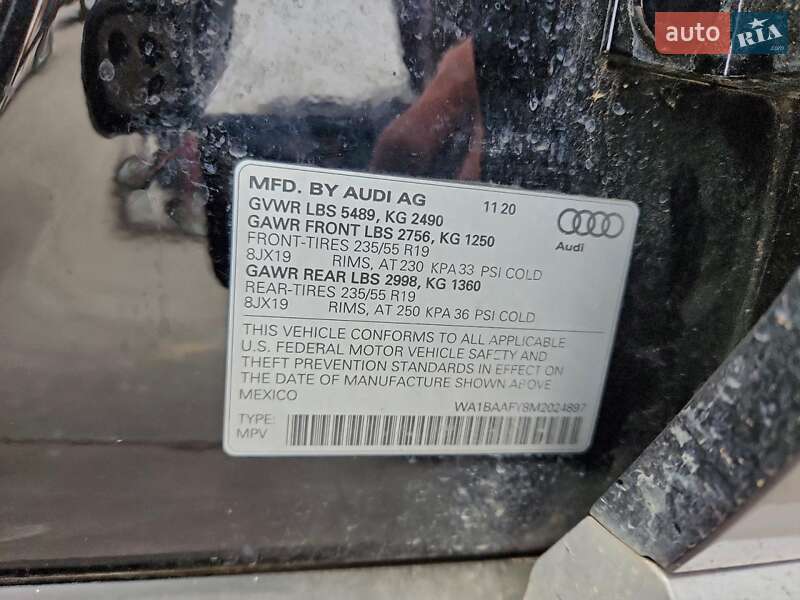 auto RIA .com
MFD. BY AUDI AG 11 20
GVWR LBS 5489, KG 2490
GAWR FRONT LBS 2756, KG 1250
FRONT-TIRES 235/55 R19
8JX19 RIMS, AT 230 KPA 33 PSI COLD
GAWR REAR LBS 2998, KG 1360
REAR-TIRES 235/55 R19
8JX19 RIMS, AT 250 KPA 36 PSI COLD
Audi
THIS VEHICLE CONFORMS TO ALL APPLICABLE
U.S. FEDERAL MOTOR VEHICLE SAFETY AND
THEFT PREVENTION STANDARDS IN EFFECT ON
THE DATE OF MANUFACTURE SHOWN ABOVE
MEXICO
WA1BAAFY8M2024897
TYPE:
MPV